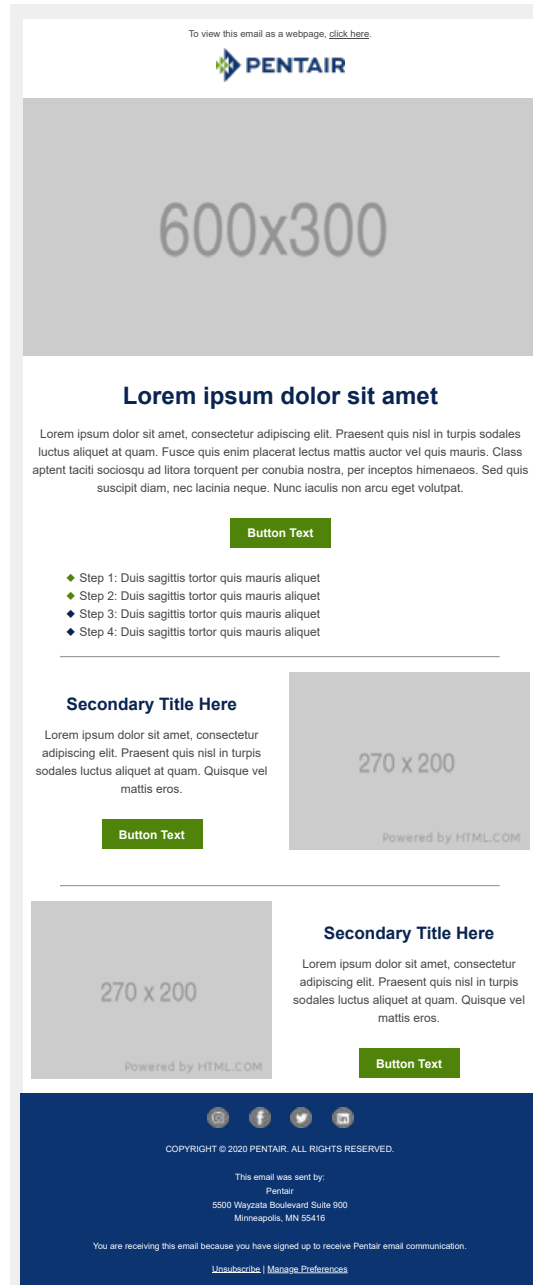 To view this email as a webpage, click here.
PENTAIR
600x300
Lorem ipsum dolor sit amet
Lorem ipsum dolor sit amet, consectetur adipiscing elit. Praesent quis nisl in turpis sodales
luctus aliquet at quam. Fusce quis enim placerat lectus mattis auctor vel quis mauris. Class
aptent taciti sociosqu ad litora torquent per conubia nostra, per inceptos himenaeos. Sed quis
suscipit diam, nec lacinia neque. Nunc iaculis non arcu eget volutpat.
Button Text
Step 1: Duis sagittis tortor quis mauris aliquet
Step 2: Duis sagittis tortor quis mauris aliquet
Step 3: Duis sagittis tortor quis mauris aliquet
Step 4: Duis sagittis tortor quis mauris aliquet
Secondary Title Here
Lorem ipsum dolor sit amet, consectetur
adipiscing elit. Praesent quis nisl in turpis
sodales luctus aliquet at quam. Quisque vel
mattis eros.
Button Text
270 x 200
Powered by HTML.COM
270 x 200
Powered by HTML.COM
Secondary Title Here
Lorem ipsum dolor sit amet, consectetur
adipiscing elit. Praesent quis nisl in turpis
sodales luctus aliquet at quam. Quisque vel
mattis eros.
Button Text
COPYRIGHT © 2020 PENTAIR. ALL RIGHTS RESERVED.
This email was sent by:
Pentair
5500 Wayzata Boulevard Suite 900
Minneapolis, MN 55416
You are receiving this email because you have signed up to receive Pentair email communication.
Unsubscribe | Manage Preferences